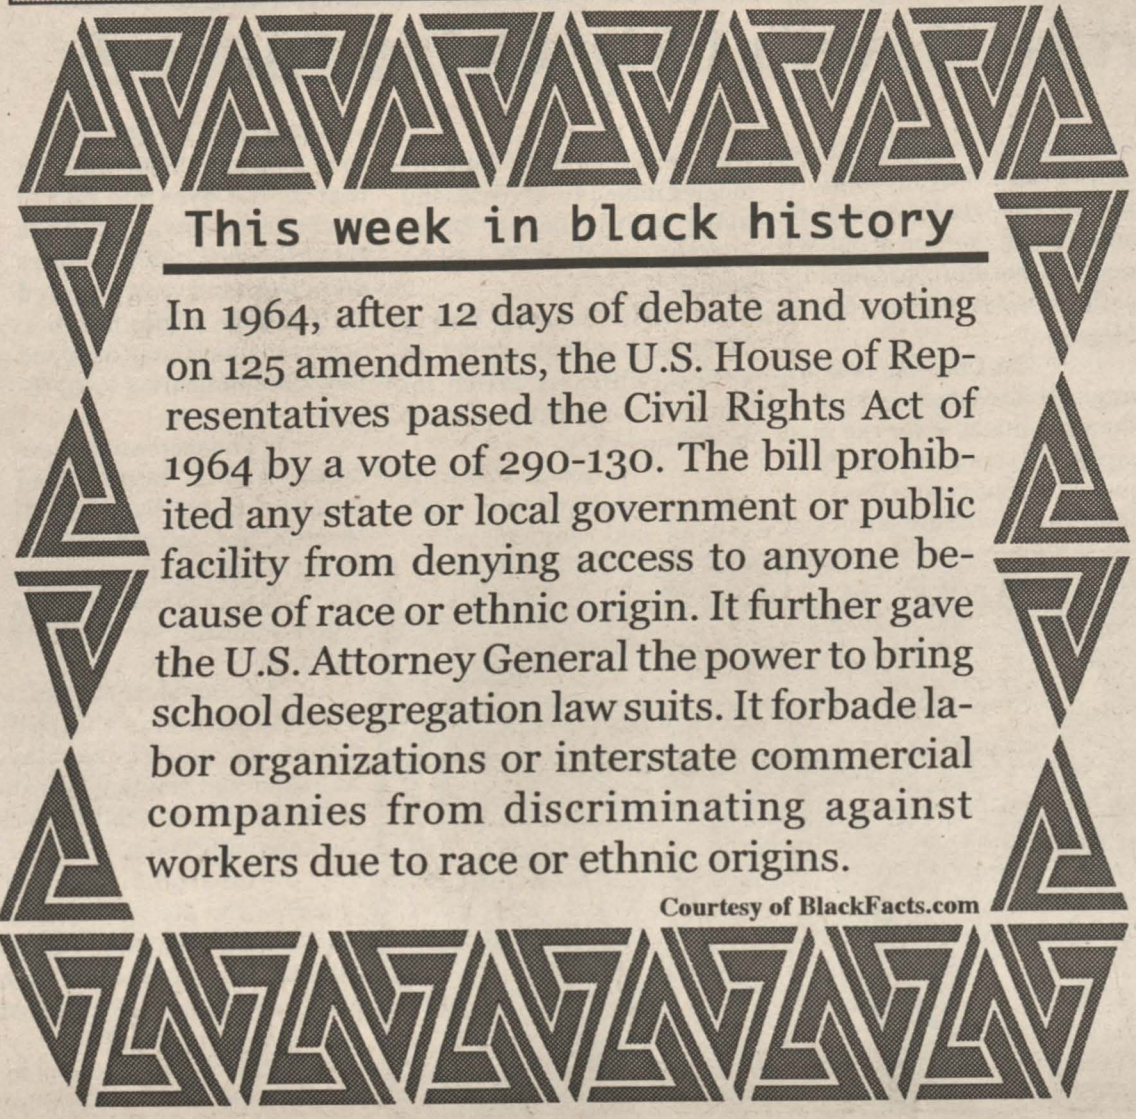 This week in black history
In 1964, after 12 days of debate and voting
on 125 amendments, the U.S. House of Rep-
resentatives passed the Civil Rights Act of
1964 by a vote of 290-130. The bill prohib-
ited any state or local government or public
facility from denying access to anyone be-
cause of race or ethnic origin. It further gave
the U.S. Attorney General the power to bring
school desegregation law suits. It forbade la-
bor organizations or interstate commercial
companies from discriminating against
workers due to race or ethnic origins.
Courtesy of BlackFacts.com